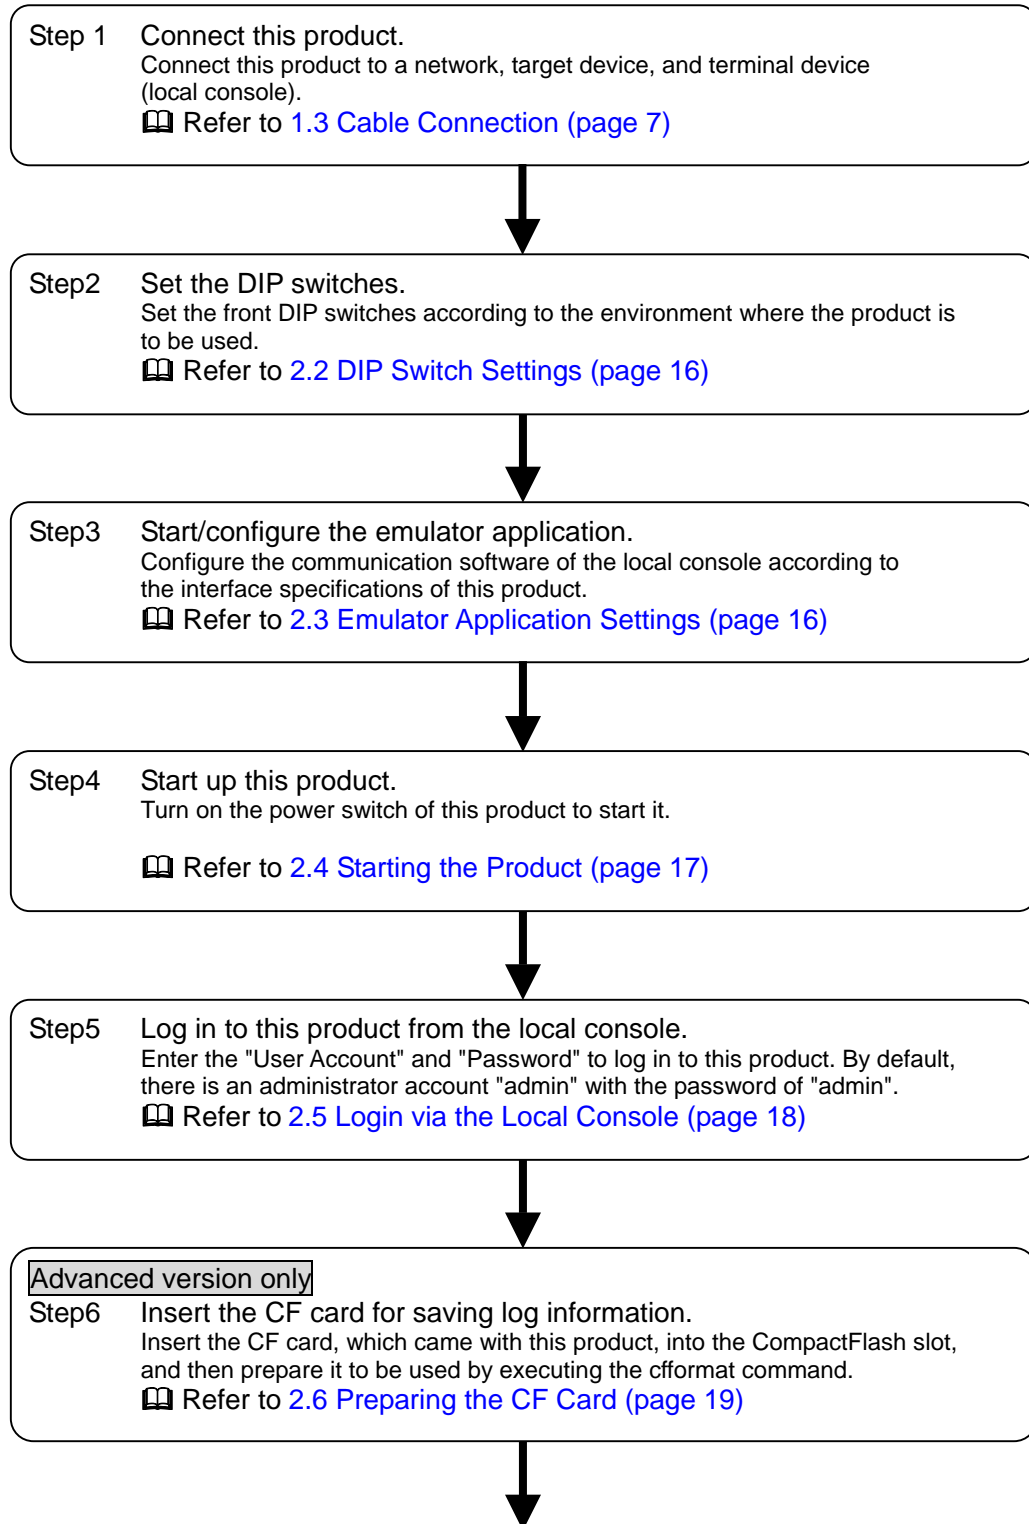 Step 1 Connect this product.
Connect this product to a network, target device, and terminal device
(local console).
Refer to 1.3 Cable Connection (page 7)
Step2 Set the DIP switches.
Set the front DIP switches according to the environment where the product is
to be used.
Refer to 2.2 DIP Switch Settings (page 16)
Step3 Start/configure the emulator application.
Configure the communication software of the local console according to
the interface specifications of this product.
Refer to 2.3 Emulator Application Settings (page 16)
Step4 Start up this product.
Turn on the power switch of this product to start it.
Refer to 2.4 Starting the Product (page 17)
Step5 Log in to this product from the local console.
Enter the "User Account" and "Password" to log in to this product. By default,
there is an administrator account "admin" with the password of "admin".
Refer to 2.5 Login via the Local Console (page 18)
Advanced version only
Step6 Insert the CF card for saving log information.
Insert the CF card, which came with this product, into the CompactFlash slot,
and then prepare it to be used by executing the cfformat command.
Refer to 2.6 Preparing the CF Card (page 19)